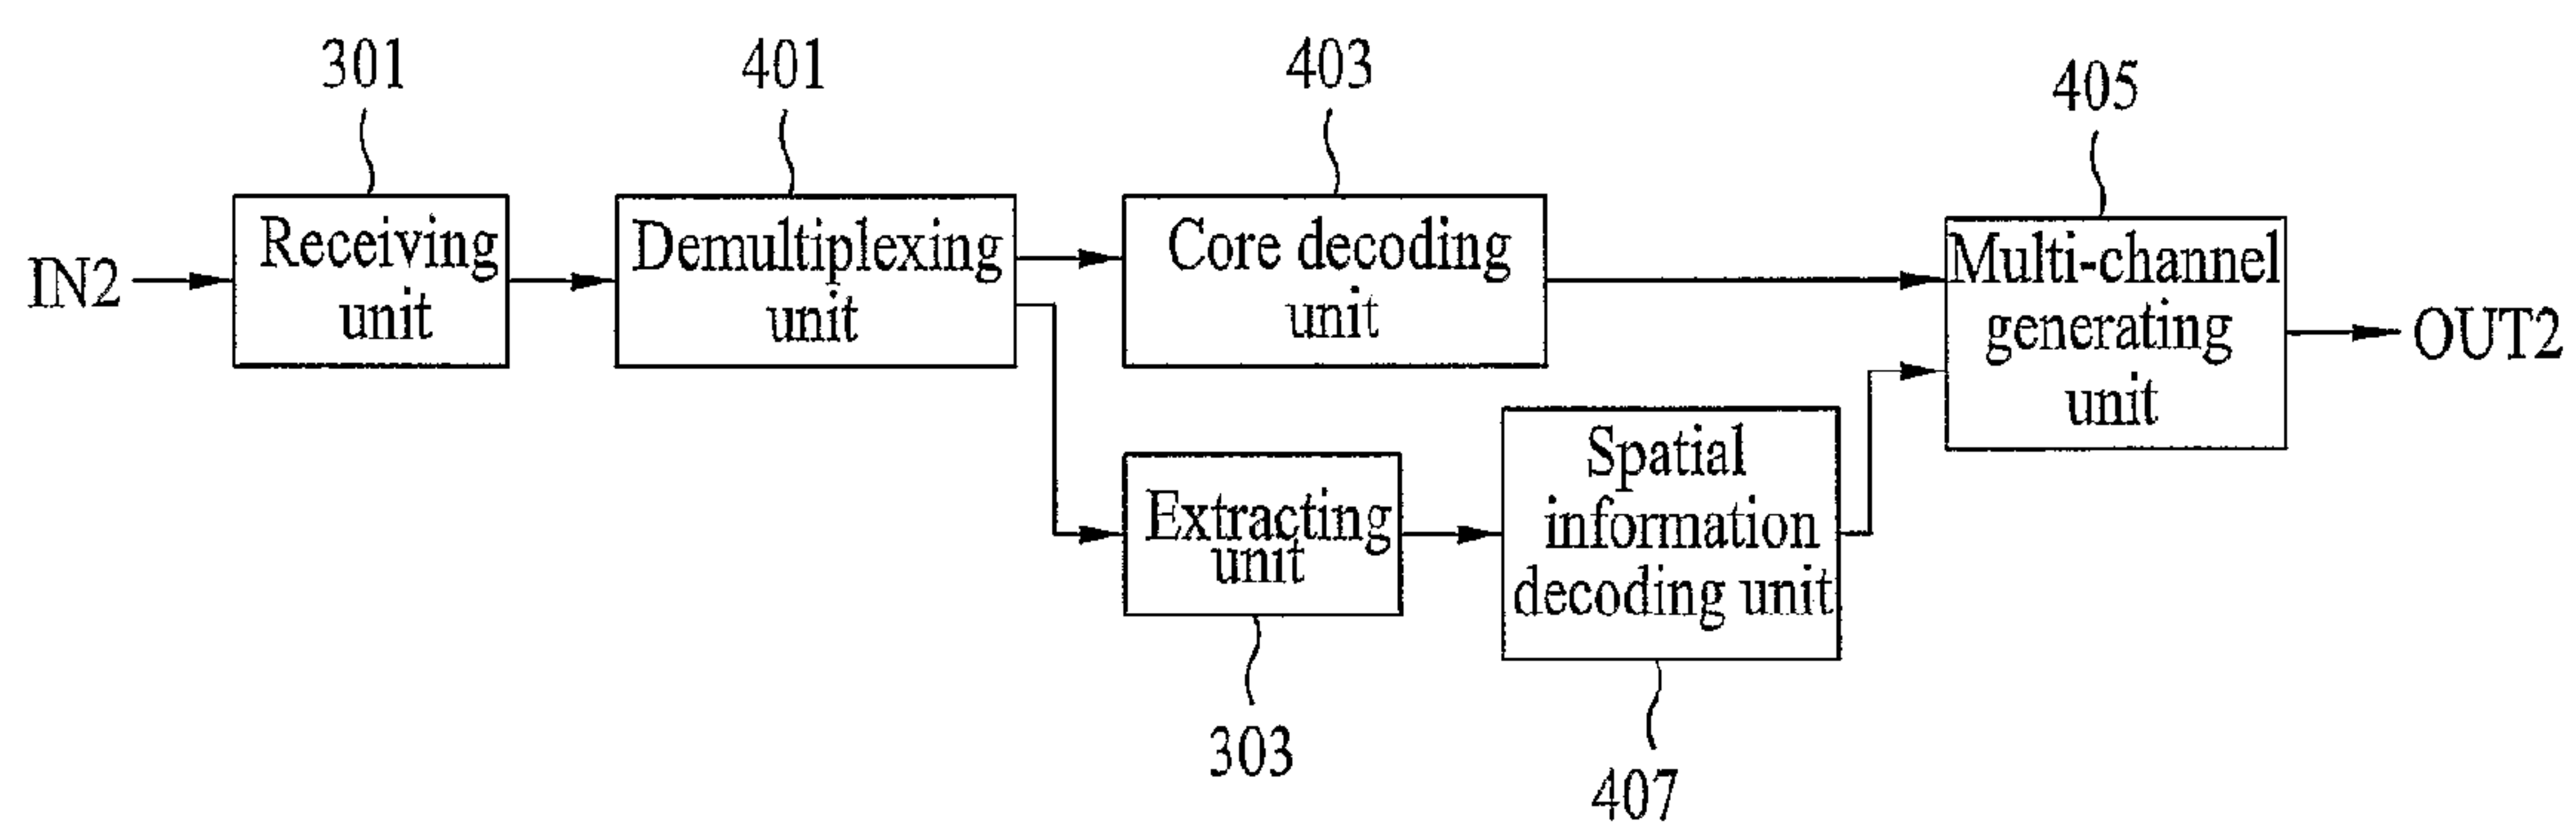 301
401
403
405
IN2
Receiving
unit
Demultiplexing
unit
Core decoding
unit
Multi-channel
generating
unit
OUT2
Extracting
unit
Spatial
information
decoding unit
303
407